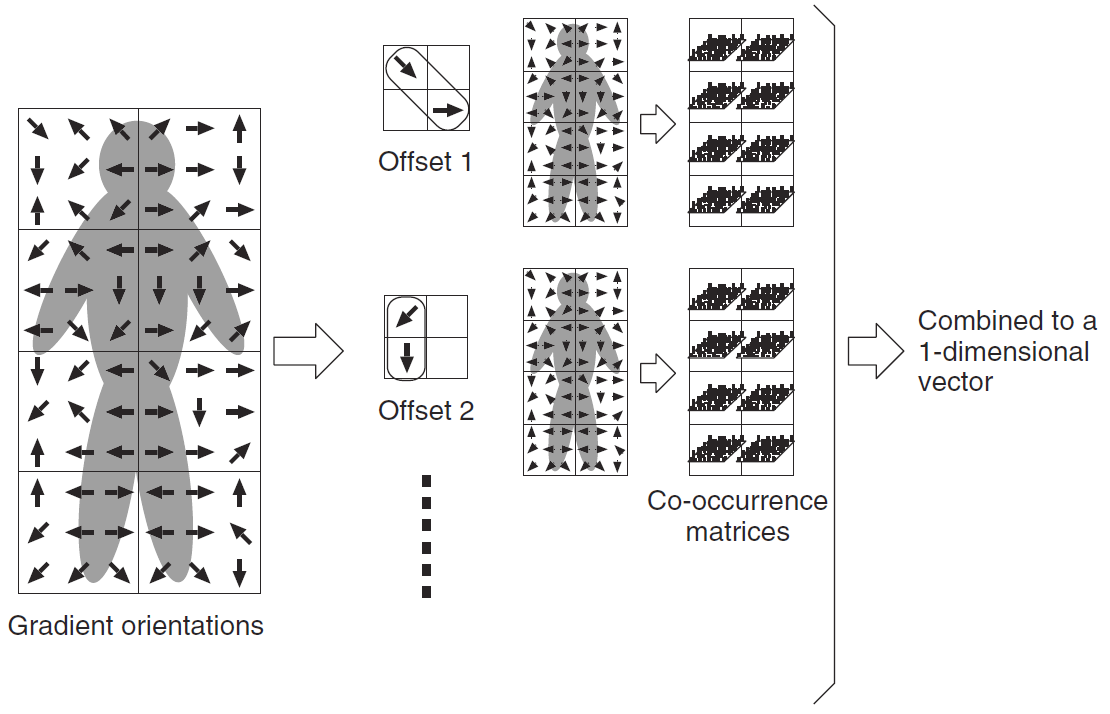 Gradient orientations
Offset 1
Offset 2
Co-occurrence
matrices
Combined to a
1-dimensional
vector